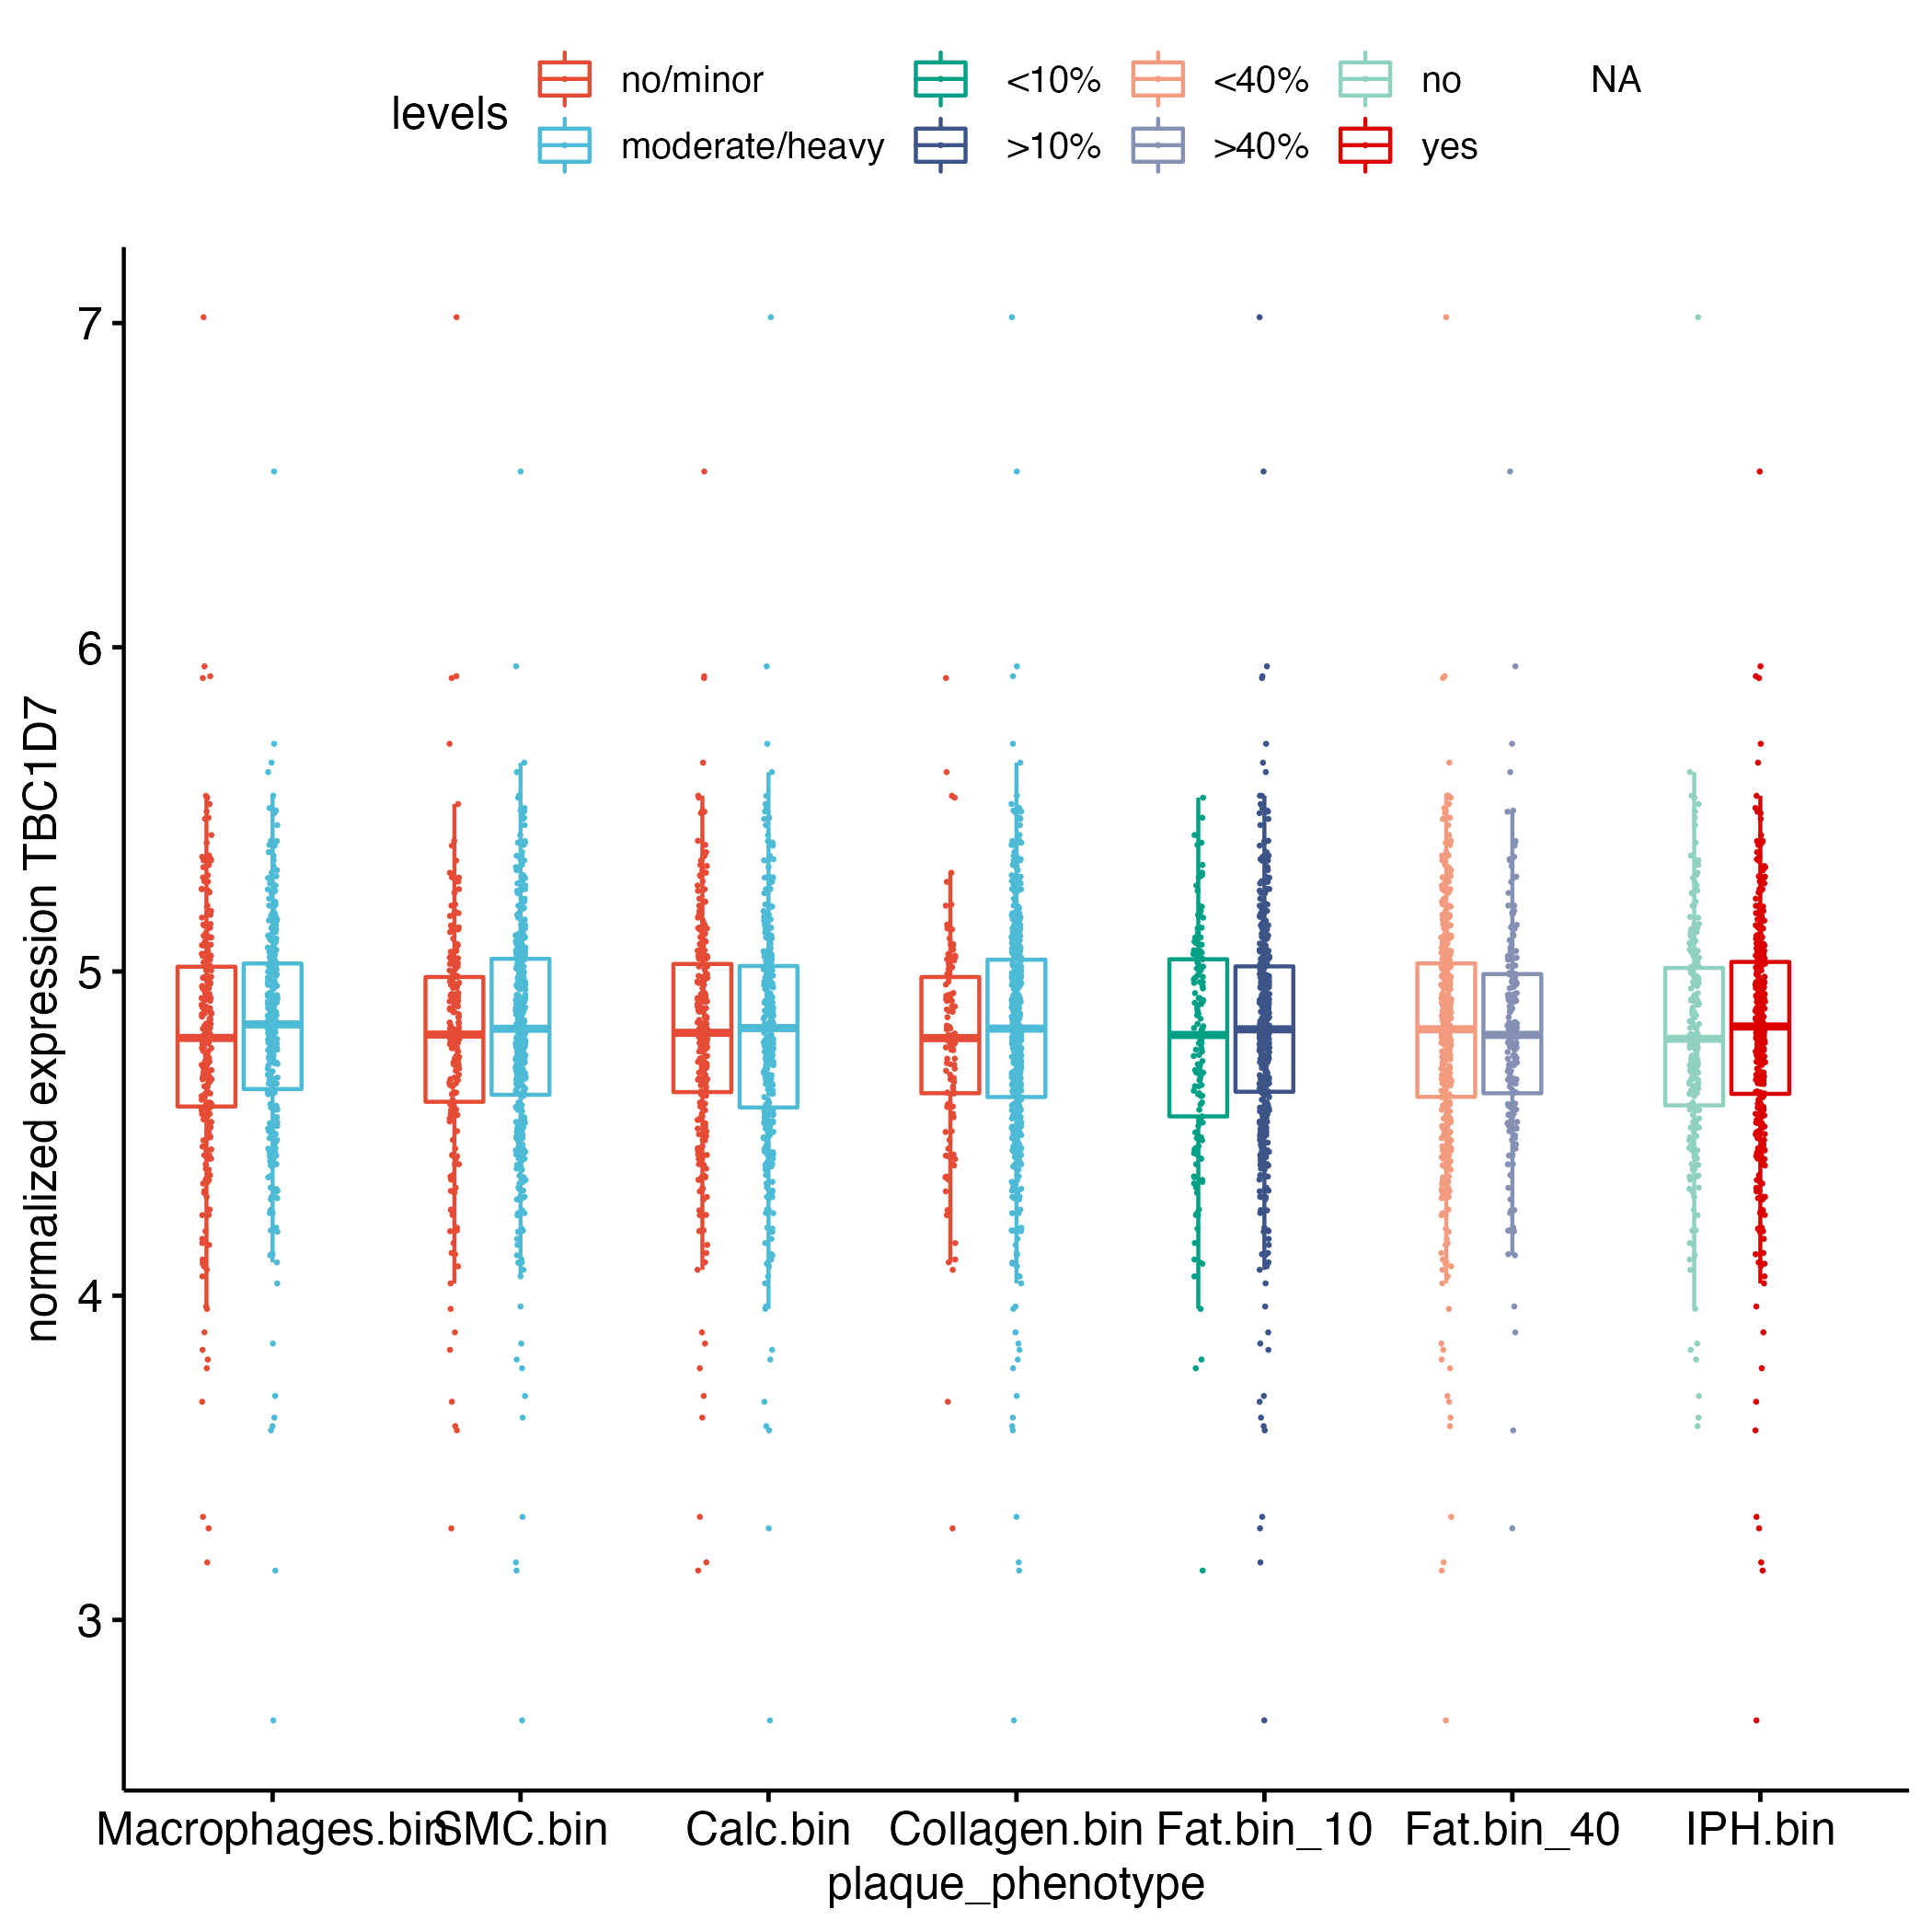 levels
no/minor <10% <40% no NA
moderate/heavy >10% >40% yes
normalized expression TBC1D7
7
6
5
4
3
Macrophages.bin SMC.bin Calc.bin Collagen.bin Fat.bin_10 Fat.bin_40 IPH.bin
plaque_phenotype